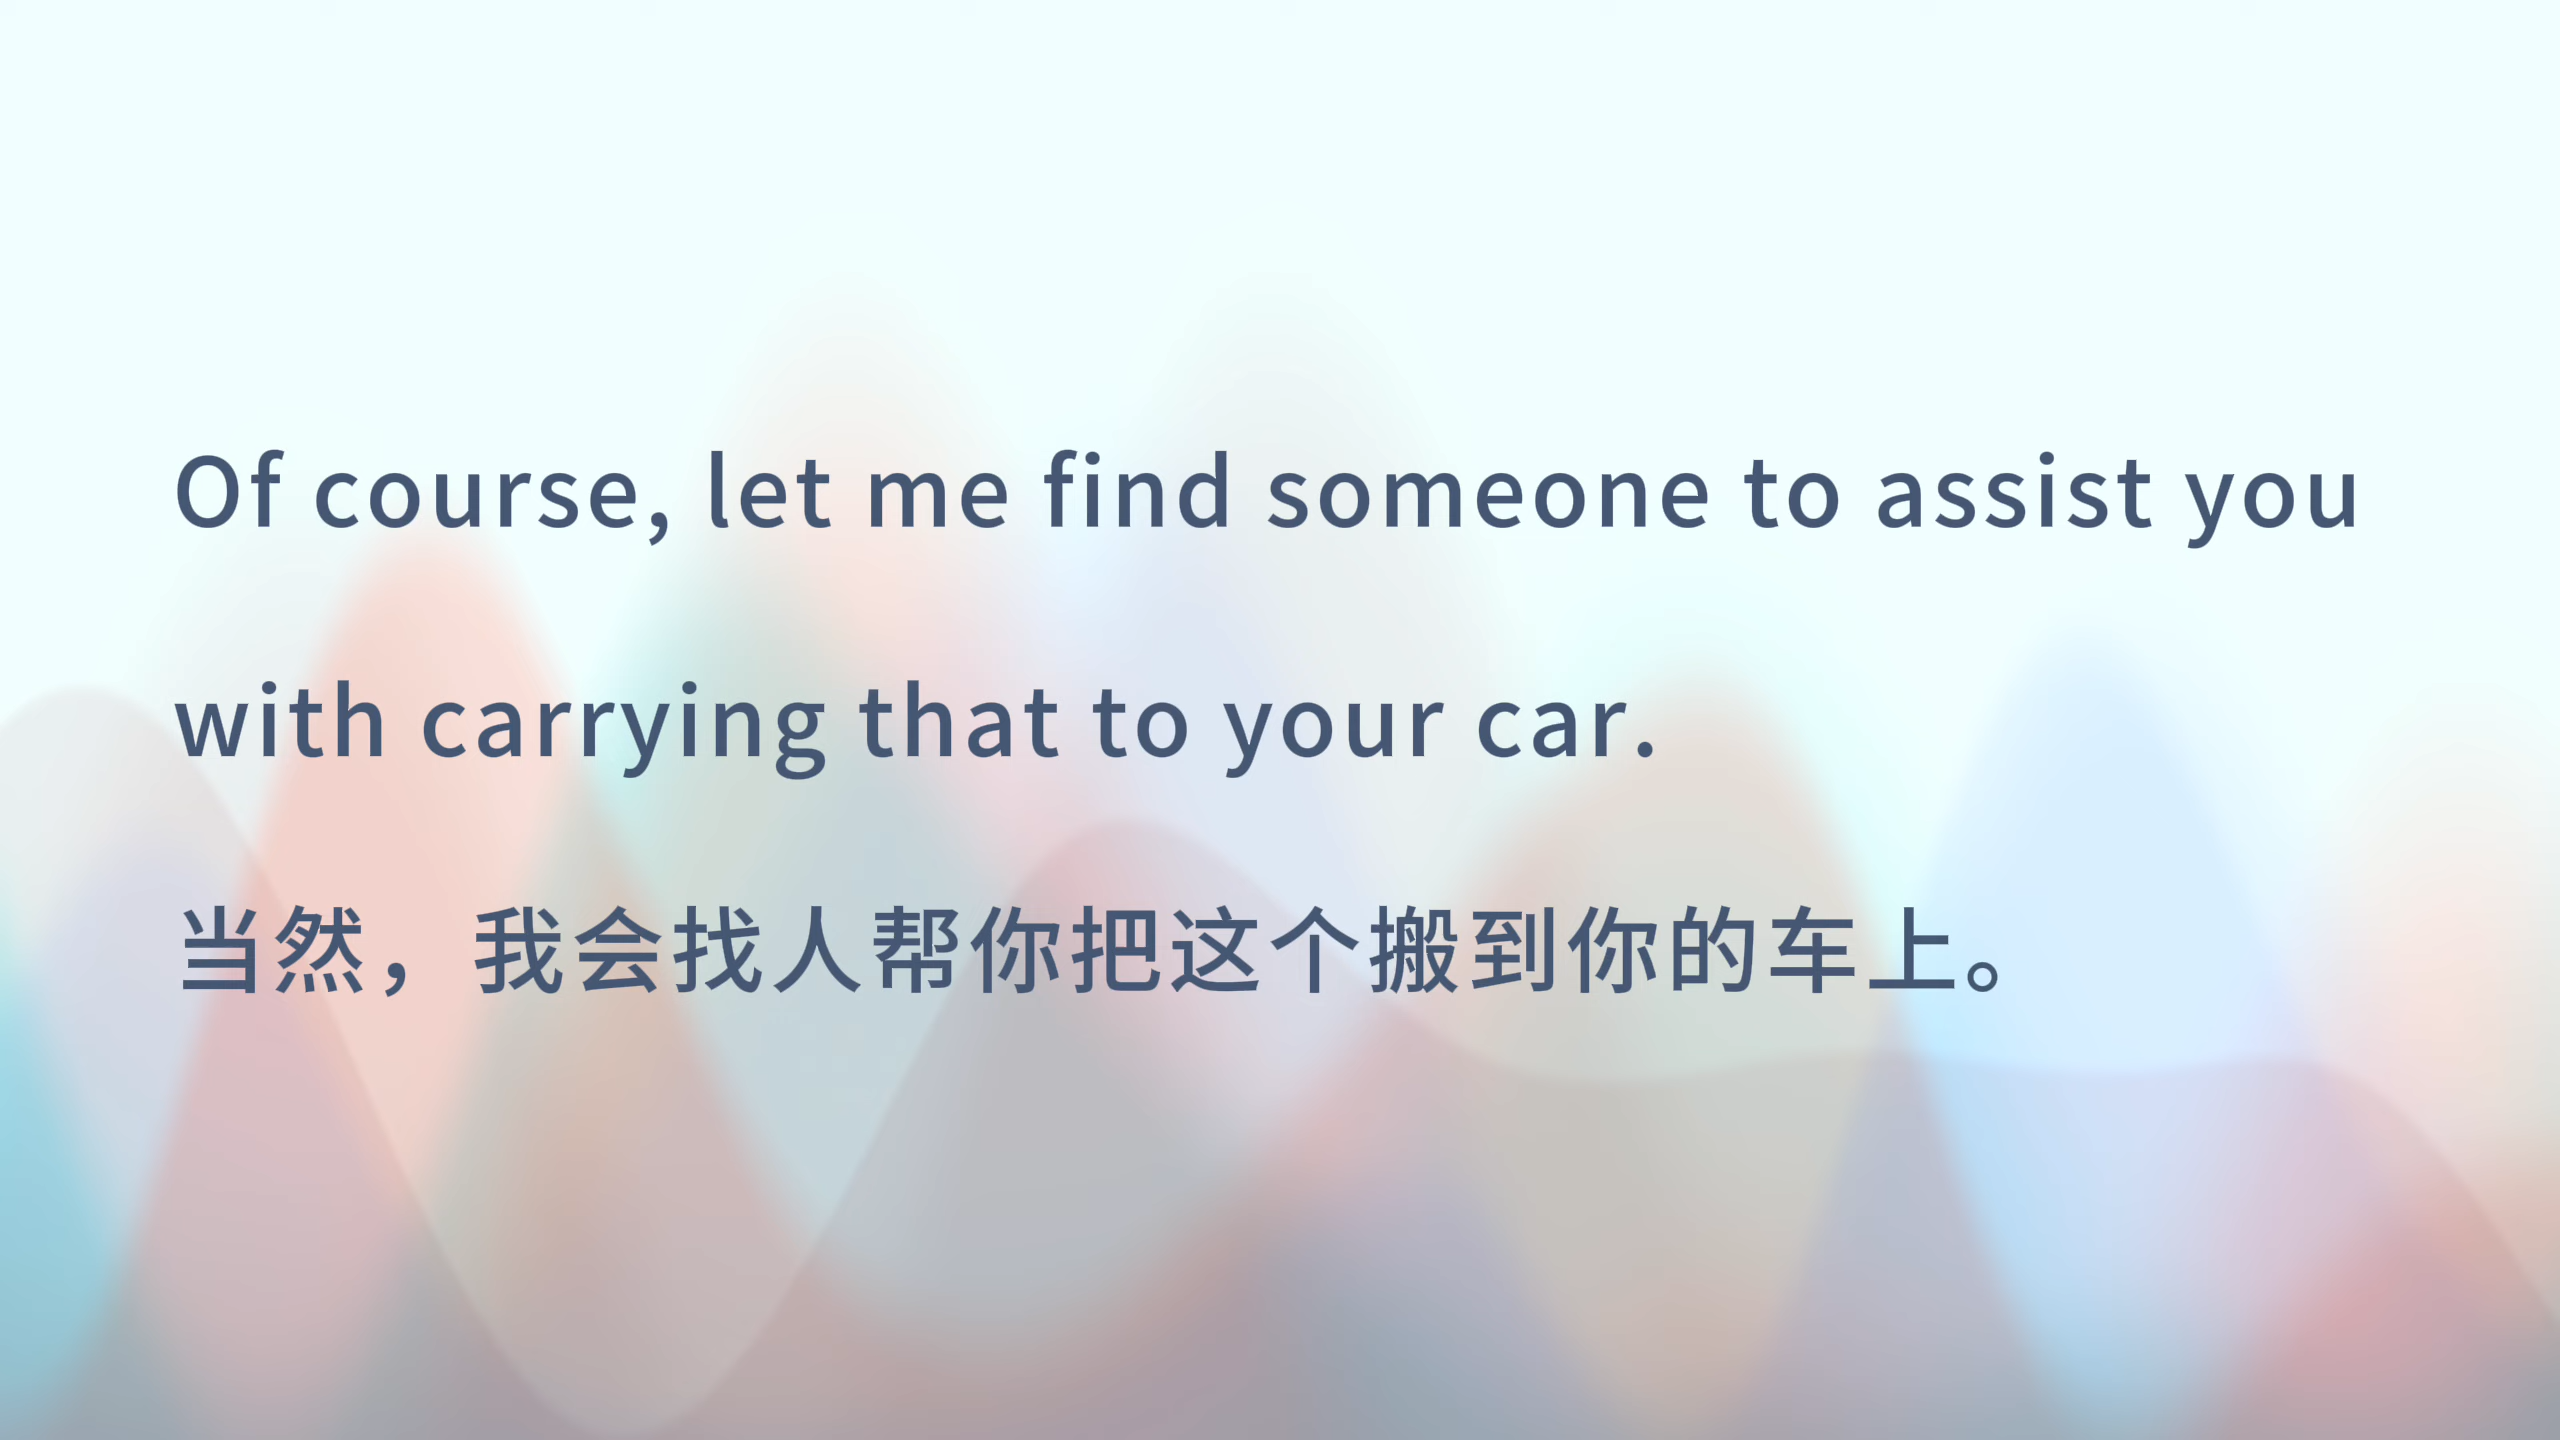 Of course, let me find someone to assist you
with carrying that to your car.
当然，我会找人帮你把这个搬到你的车上。